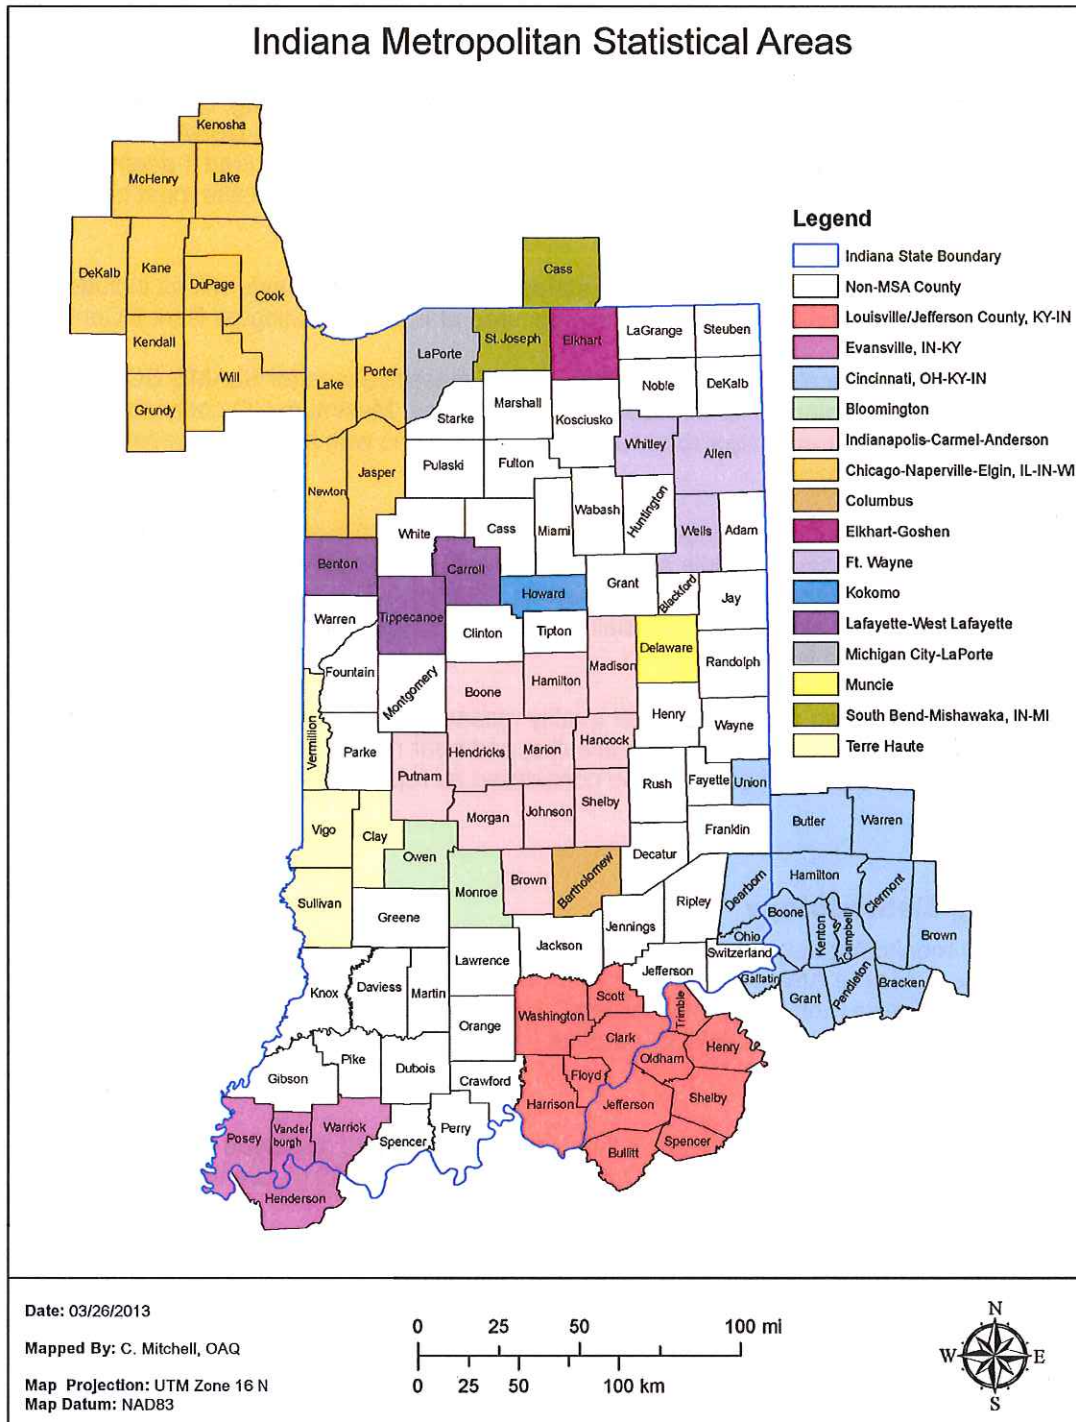 Indiana Metropolitan Statistical Areas
Kenosha
McHenry
Lake
DeKalb
Kane
DuPage
Cook
Kendall
Will
Grundy
Cass
Lake
Porter
LaPorte
St.Joseph
Elkhart
LaGrange
Steuben
Noble
DeKalb
Starke
Marshall
Kosciusko
Whitley
Allen
Newton
Jasper
Pulaski
Fulton
White
Cass
Miami
Wabash
Huntington
Wells
Adam
Benton
Carroll
Howard
Grant
Blackford
Jay
Warren
Tippecanoe
Clinton
Tipton
Madison
Delaware
Randolph
Fountain
Montgomery
Boone
Hamilton
Henry
Wayne
Vermillion
Parke
Putnam
Hendricks
Marion
Hancock
Rush
Fayette
Union
Vigo
Clay
Owen
Morgan
Johnson
Shelby
Decatur
Franklin
Butler
Warren
Sullivan
Greene
Monroe
Brown
Bartholomew
Jennings
Ripley
Dearborn
Ohio
Hamilton
Clermont
Brown
Boone
Kenton
Campbell
Switzerland
Gallatin
Grant
Pendleton
Bracken
Knox
Daviess
Martin
Lawrence
Jackson
Jefferson
Orange
Washington
Scott
Trimble
Clark
Oldham
Henry
Floyd
Harrison
Jefferson
Shelby
Spencer
Bullitt
Gibson
Pike
Dubois
Crawford
Perry
Spencer
Posey
Vander
burgh
Warrick
Henderson
Legend
Indiana State Boundary
Non-MSA County
Louisville/Jefferson County, KY-IN
Evansville, IN-KY
Cincinnati, OH-KY-IN
Bloomington
Indianapolis-Carmel-Anderson
Chicago-Naperville-Elgin, IL-IN-WI
Columbus
Elkhart-Goshen
Ft. Wayne
Kokomo
Lafayette-West Lafayette
Michigan City-LaPorte
Muncie
South Bend-Mishawaka, IN-MI
Terre Haute
Date: 03/26/2013
Mapped By: C. Mitchell, OAQ
Map Projection: UTM Zone 16 N
Map Datum: NAD83
0 25 50 100 mi
0 25 50 100 km
N
W E
S